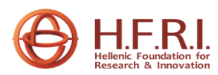 H.F.R.I.
Hellenic Foundation for
Research & Innovation